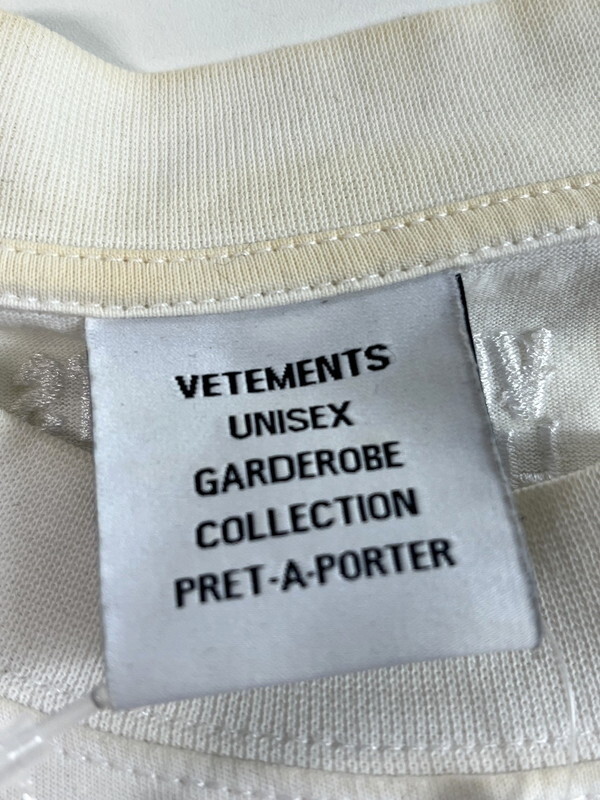 VETEMENTS
UNISEX
GARDEROBE
COLLECTION
PRET-A-PORTER